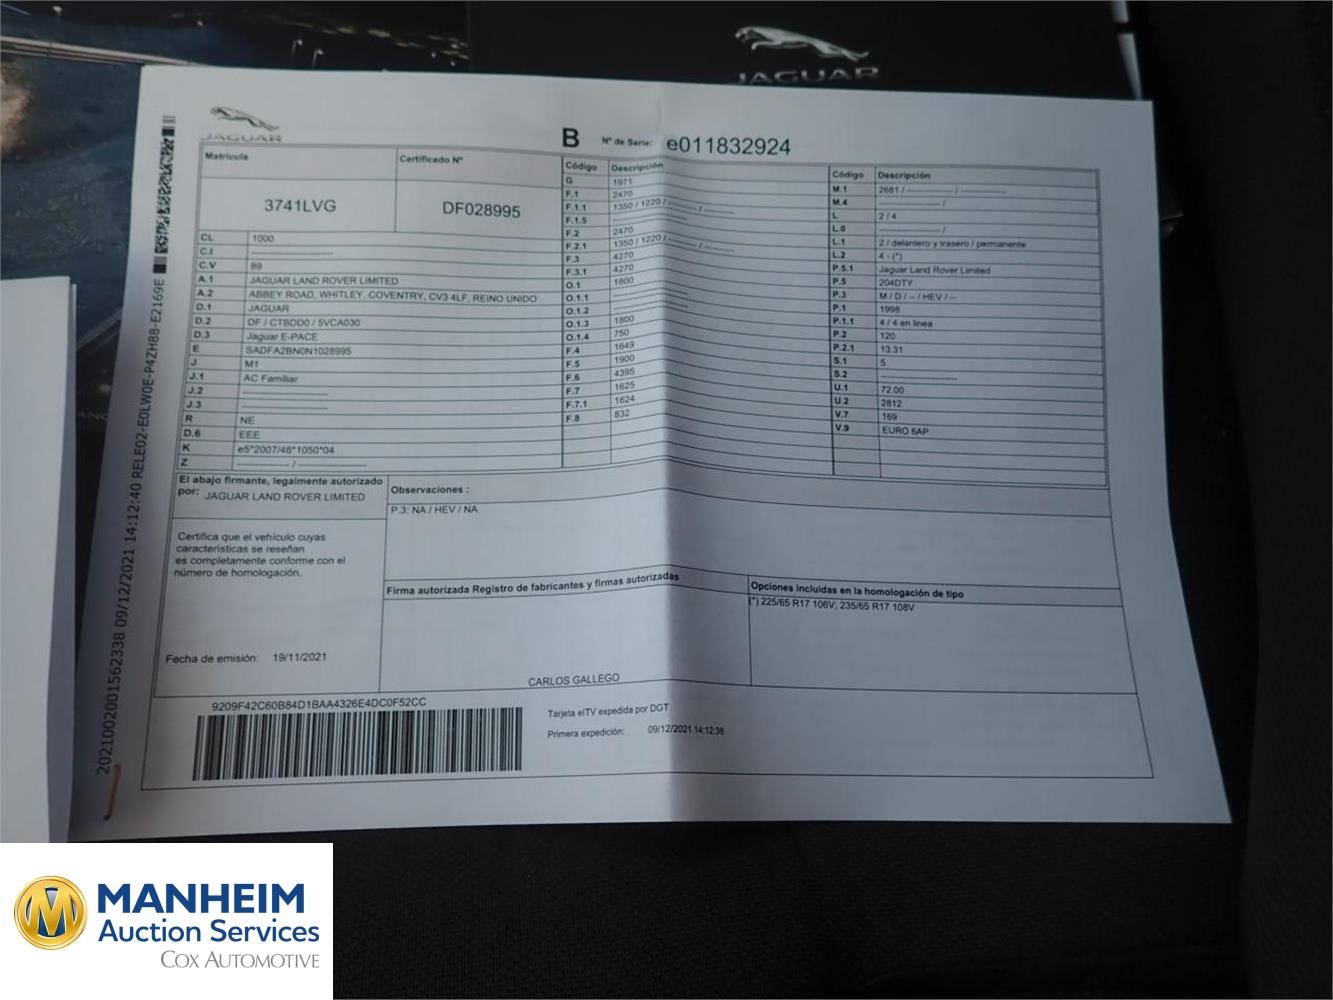 JAGUAR
JAGUAR
B Nº de Serie: e011832924
Matrícula Certificado Nº
3741LVG DF028995
CL 1000
C.I
C.V 89
A.1 JAGUAR LAND ROVER LIMITED
A.2 ABBEY ROAD, WHITLEY, COVENTRY, CV3 4LF, REINO UNIDO
D.1 JAGUAR
D.2 DF / CTBDD0 / 5VCA030
D.3 Jaguar E-PACE
E SADFA2BN0N1028995
J M1
J.1 AC Familiar
J.2
J.3
R NE
D.6 EEE
K e5*2007/46*1050*04
Z ---------- / ----------
Código Descripción
G 1971
F.1 2470
F.1.1 1350 / 1220 / ---------- / ----------
F.1.5
F.2 2470
F.2.1 1350 / 1220 / ---------- / ----------
F.3 4270
F.3.1 4270
O.1 1800
O.1.1
O.1.2
O.1.3 1800
O.1.4 750
F.4 1649
F.5 1900
F.6 4395
F.7 1625
F.7.1 1624
F.8 832
Código Descripción
M.1 2681 / ---------- / ----------
M.4 ---------- /
L 2 / 4
L.0 ---------- /
L.1 2 / delantero y trasero / permanente
L.2 4 - (*)
P.5.1 Jaguar Land Rover Limited
P.5 204DTY
P.3 M / D / -- / HEV / --
P.1 1998
P.1.1 4 / 4 en línea
P.2 120
P.2.1 13.31
S.1 5
S.2
U.1 72.00
U.2 2812
V.7 169
V.9 EURO 6AP
El abajo firmante, legalmente autorizado
por: JAGUAR LAND ROVER LIMITED
Certifica que el vehículo cuyas
características se reseñan
es completamente conforme con el
número de homologación.
Fecha de emisión: 19/11/2021
Observaciones :
P.3: NA / HEV / NA
Firma autorizada Registro de fabricantes y firmas autorizadas
CARLOS GALLEGO
Opciones incluidas en la homologación de tipo
(*) 225/65 R17 106V; 235/65 R17 108V
9209F42C60B84D1BAA4326E4DC0F52CC
Tarjeta eITV expedida por DGT
Primera expedición: 09/12/2021 14:12:38
2021002001562338 09/12/2021 14:12:40 RELE02-E0LW0E-P4ZH88-E2169E
MANHEIM
Auction Services
COX AUTOMOTIVE